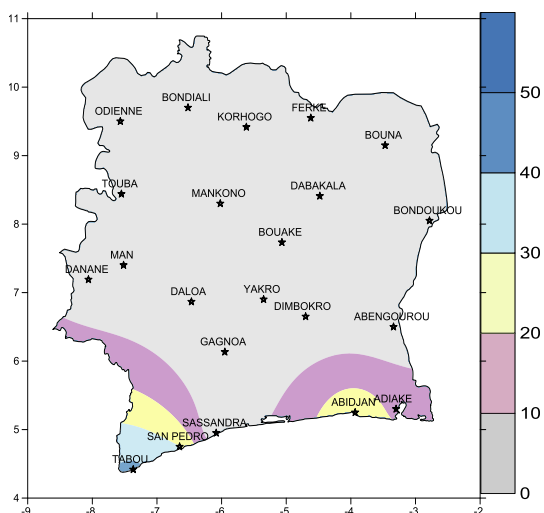 11
10
9
8
7
6
5
4
-9
-8
-7
-6
-5
-4
-3
-2
BONDIALI
ODIENNE
KORHOGO
FERKE
BOUNA
TOUBA
MANKONO
DABAKALA
BONDOUKOU
BOUAKE
MAN
DANANE
DALOA
YAKRO
DIMBOKRO
ABENGOUROU
GAGNOA
ABIDJAN
ADIAKE
SASSANDRA
SAN PEDRO
TABOU
50
40
30
20
10
0